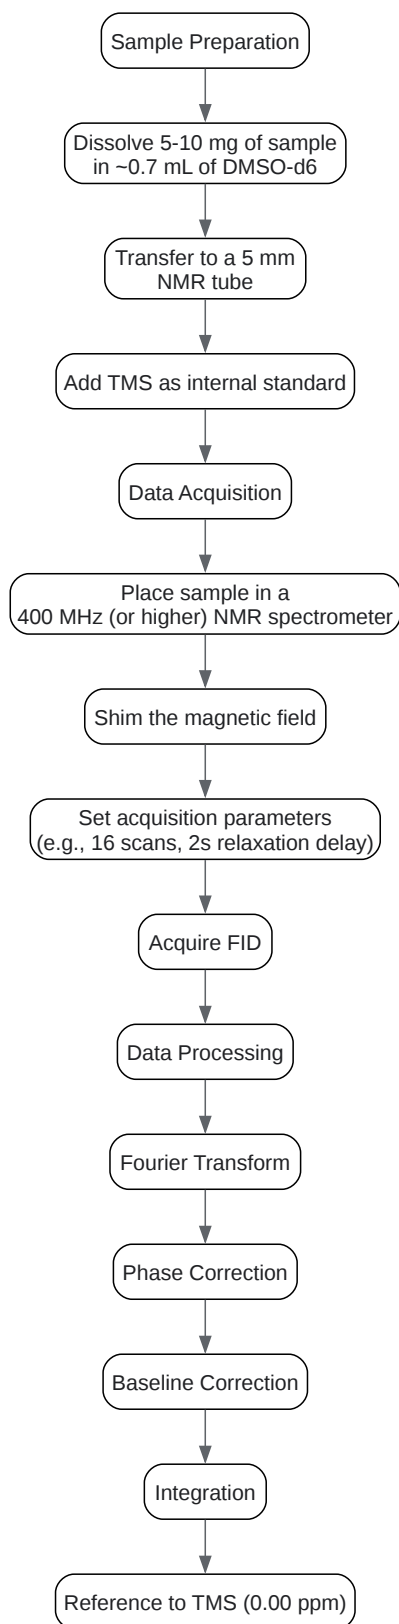 Sample Preparation
Dissolve 5-10 mg of sample
in ~0.7 mL of DMSO-d6
Transfer to a 5 mm
NMR tube
Add TMS as internal standard
Data Acquisition
Place sample in a
400 MHz (or higher) NMR spectrometer
Shim the magnetic field
Set acquisition parameters
(e.g., 16 scans, 2s relaxation delay)
Acquire FID
Data Processing
Fourier Transform
Phase Correction
Baseline Correction
Integration
Reference to TMS (0.00 ppm)